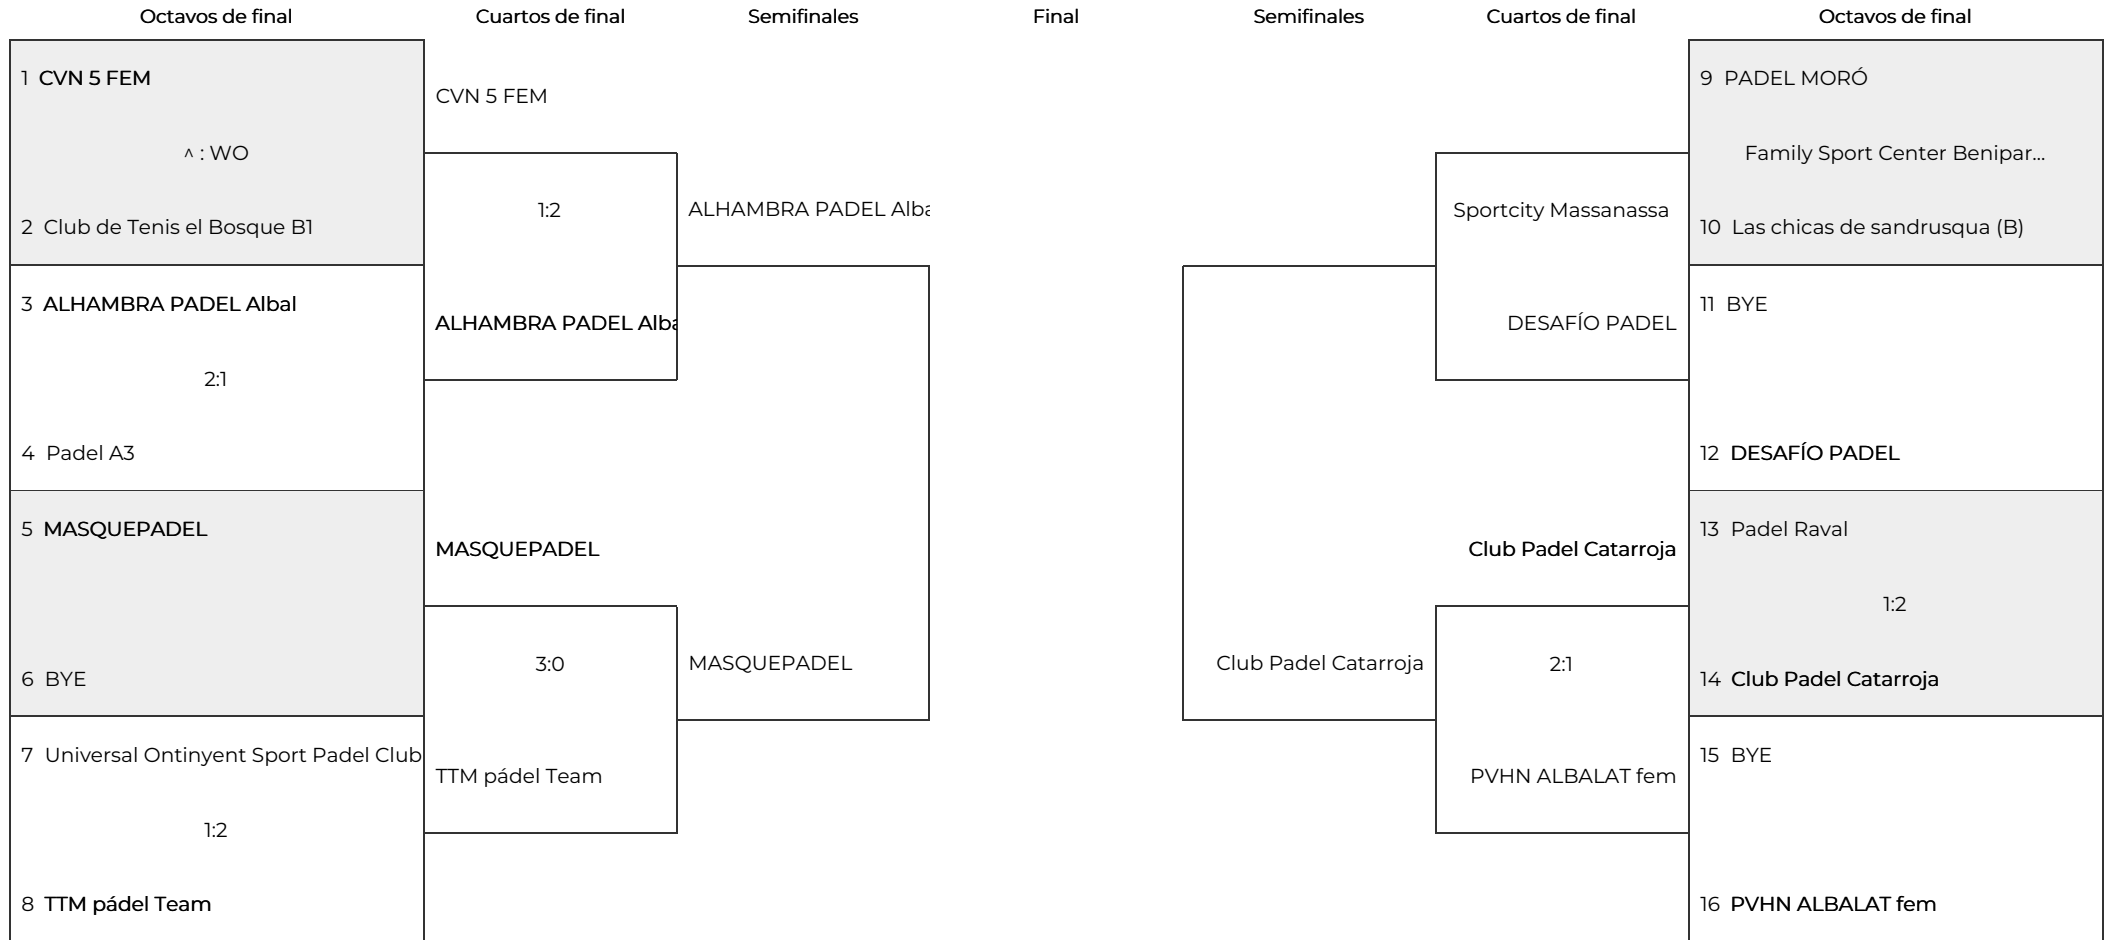 Octavos de final
Cuartos de final
Semifinales
Final
Semifinales
Cuartos de final
Octavos de final
1 CVN 5 FEM
^ : WO
2 Club de Tenis el Bosque B1
3 ALHAMBRA PADEL Albal
2:1
4 Padel A3
5 MASQUEPADEL
6 BYE
7 Universal Ontinyent Sport Padel Club
1:2
8 TTM pádel Team
CVN 5 FEM
1:2
ALHAMBRA PADEL Alba
MASQUEPADEL
3:0
TTM pádel Team
ALHAMBRA PADEL Alba
MASQUEPADEL
Club Padel Catarroja
Sportcity Massanassa
DESAFÍO PADEL
Club Padel Catarroja
2:1
PVHN ALBALAT fem
9 PADEL MORÓ
Family Sport Center Benipar...
10 Las chicas de sandrusqua (B)
11 BYE
12 DESAFÍO PADEL
13 Padel Raval
1:2
14 Club Padel Catarroja
15 BYE
16 PVHN ALBALAT fem